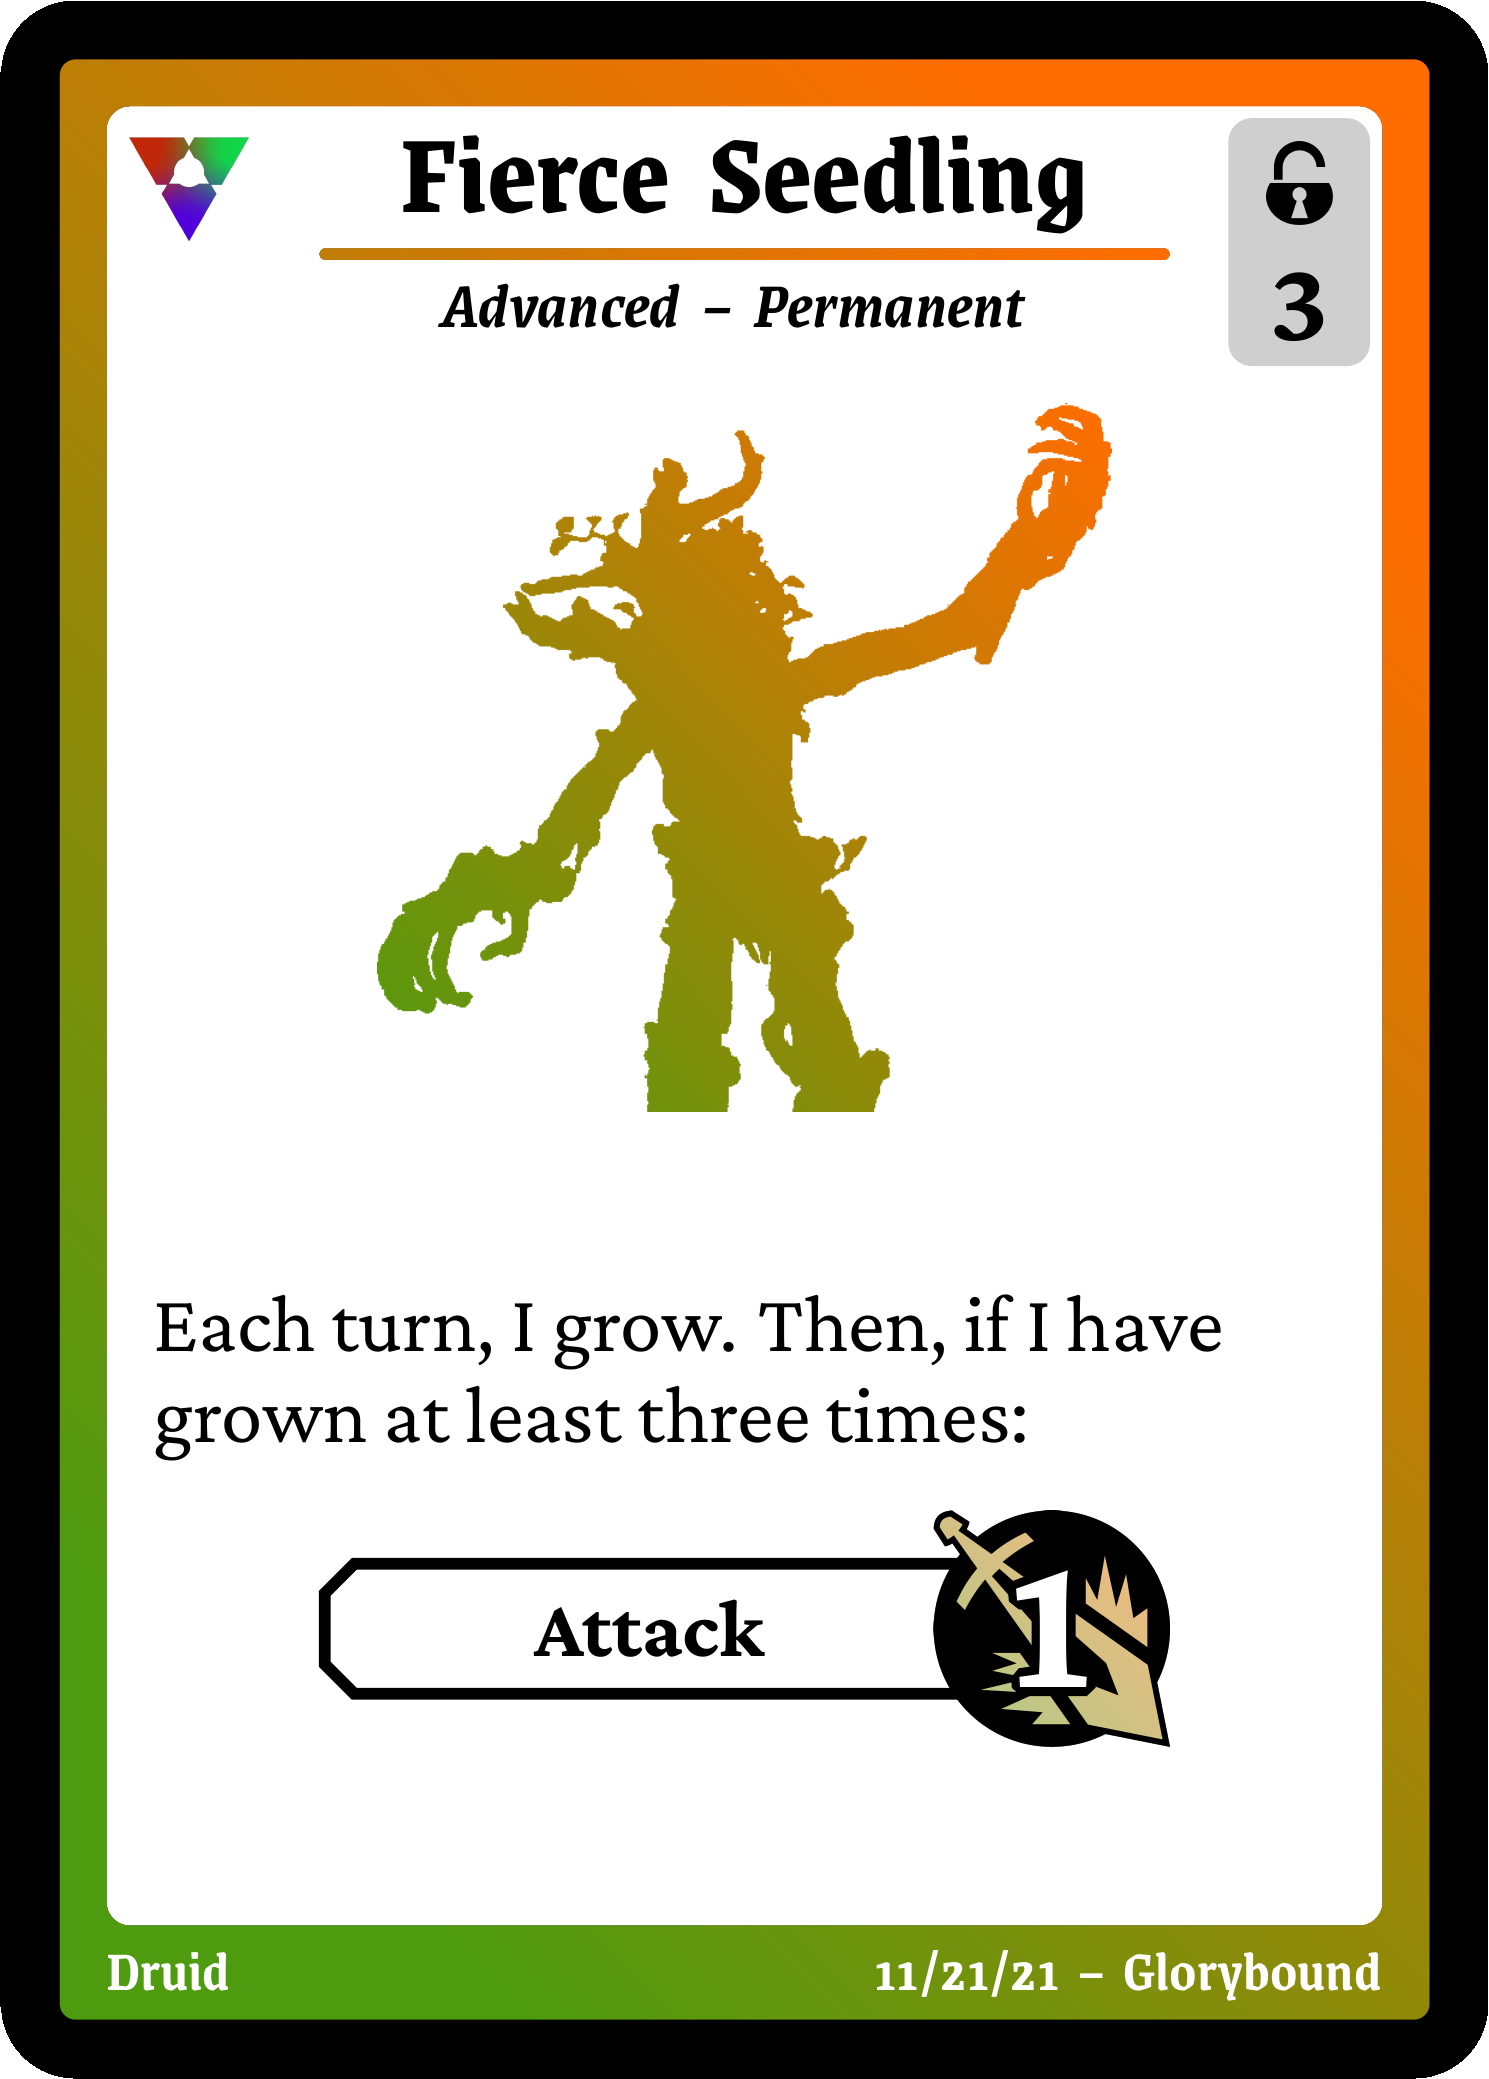 Fierce Seedling
3
Advanced – Permanent
Each turn, I grow. Then, if I have
grown at least three times:
Attack
1
Druid
11/21/21 – Glorybound